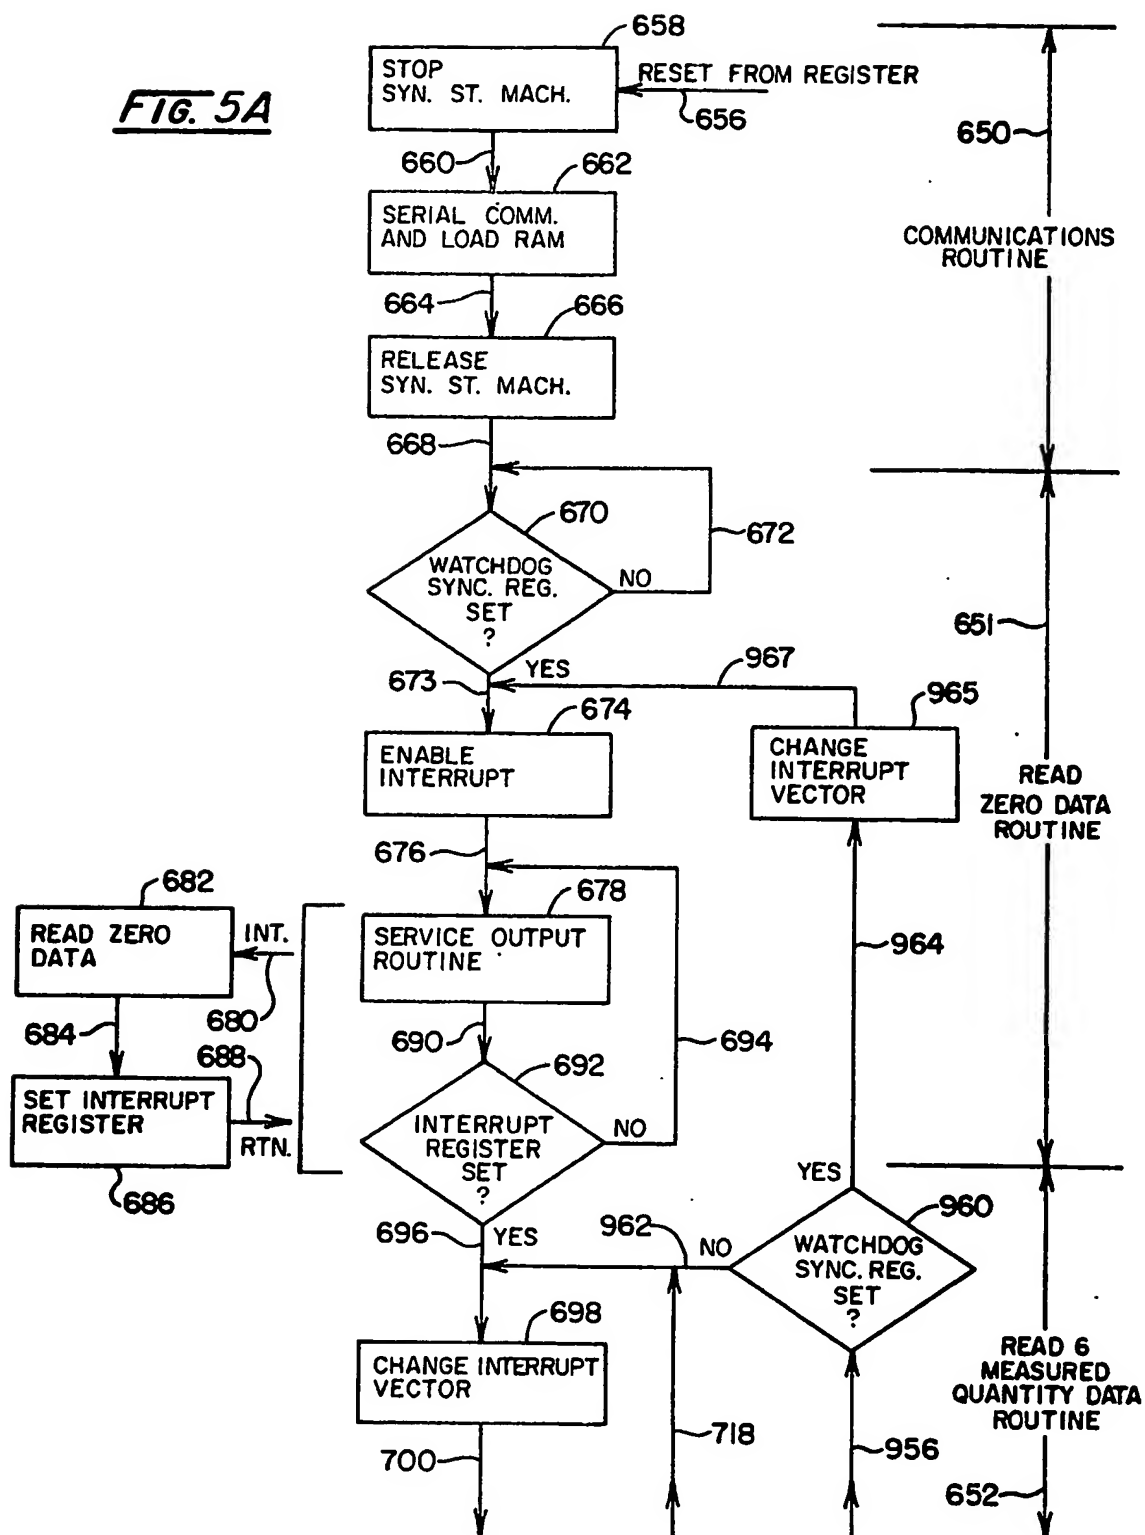 FIG. 5A
658
STOP
SYN. ST. MACH.
RESET FROM REGISTER
656
650
660
662
SERIAL COMM.
AND LOAD RAM
COMMUNICATIONS
ROUTINE
664
666
RELEASE
SYN. ST. MACH.
668
670
672
WATCHDOG
SYNC. REG.
SET
?
NO
651
YES
967
673
674
965
ENABLE
INTERRUPT
CHANGE
INTERRUPT
VECTOR
READ
ZERO DATA
ROUTINE
676
682
678
READ ZERO
DATA
INT.
SERVICE OUTPUT
ROUTINE
964
680
684
690
694
688
692
SET INTERRUPT
REGISTER
RTN.
INTERRUPT
REGISTER
SET
?
NO
686
YES
960
696
YES
962
NO
WATCHDOG
SYNC. REG.
SET
?
698
CHANGE INTERRUPT
VECTOR
READ 6
MEASURED
QUANTITY DATA
ROUTINE
700
718
956
652